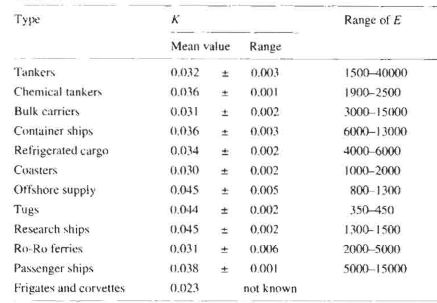 Type K Range of E
Mean value Range
Tankers 0.032 ± 0.003 1500–40000
Chemical tankers 0.036 ± 0.001 1900–2500
Bulk carriers 0.031 ± 0.002 3000–15000
Container ships 0.036 ± 0.003 6000–13000
Refrigerated cargo 0.034 ± 0.002 4000–6000
Coasters 0.030 ± 0.002 1000–2000
Offshore supply 0.045 ± 0.005 800–1300
Tugs 0.044 ± 0.002 350–450
Research ships 0.045 ± 0.002 1300–1500
Ro-Ro ferries 0.031 ± 0.006 2000–5000
Passenger ships 0.038 ± 0.001 5000–15000
Frigates and corvettes 0.023 not known